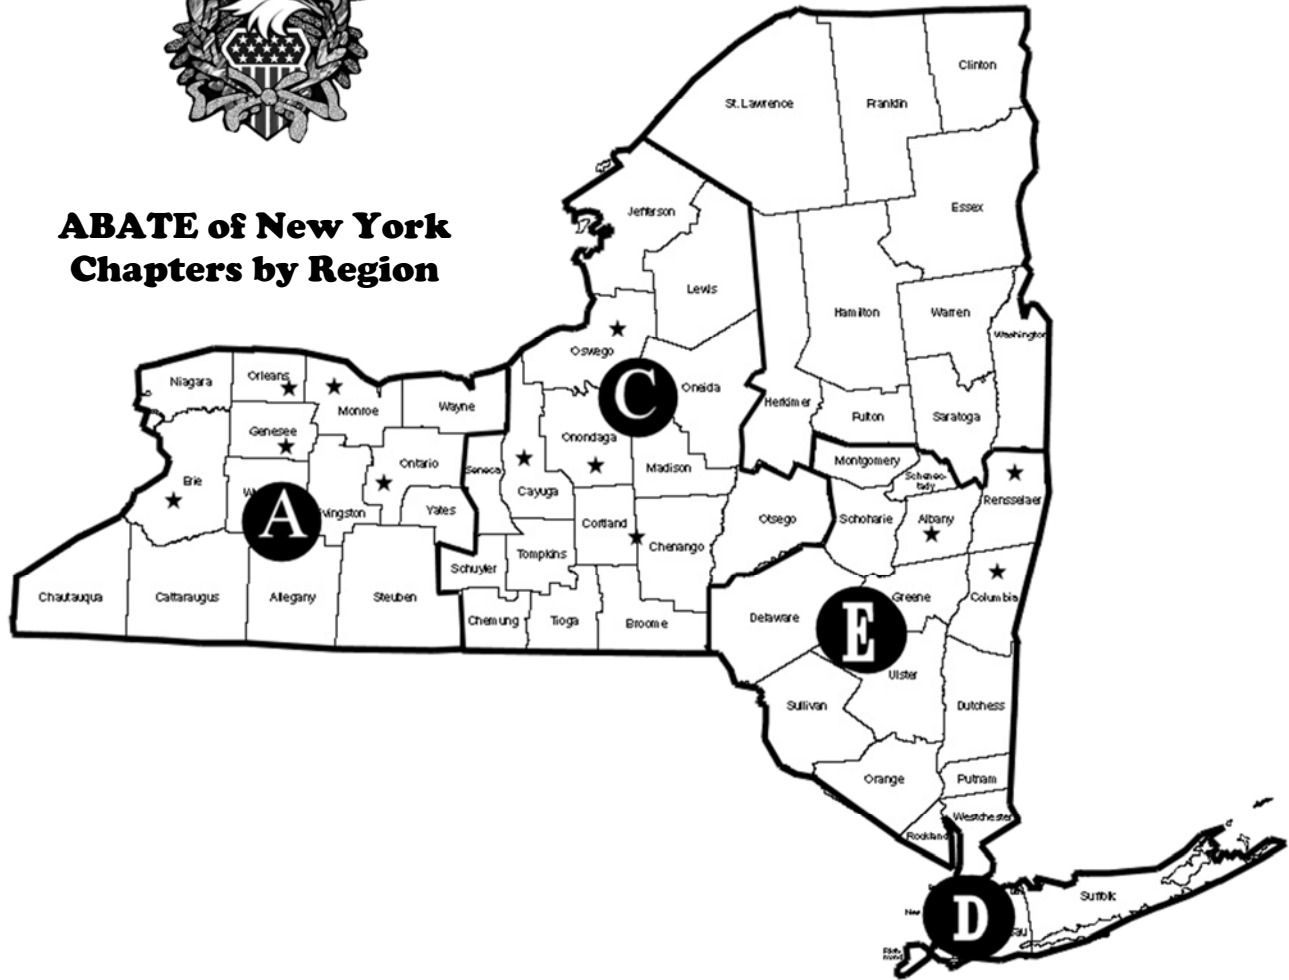 ABATE of New York
Chapters by Region
Clinton
St. Lawrence
Franklin
Essex
Jefferson
Lewis
Hamilton
Warren
Washington
Oswego
C
Oneida
Herkimer
Fulton
Saratoga
Niagara
Orleans
Monroe
Wayne
Genesee
Onondaga
Madison
Montgomery
Schenec-
tady
Ontario
Seneca
Erie
Cayuga
Rensselaer
A
Livingston
Yates
Cortland
Chenango
Otsego
Schoharie
Albany
Tompkins
Schuyler
Chautauqua
Cattaraugus
Allegany
Steuben
Greene
Columbia
Chemung
Tioga
Broome
Delaware
E
Ulster
Sullivan
Dutchess
Orange
Putnam
Westchester
Rockland
Suffolk
New
D